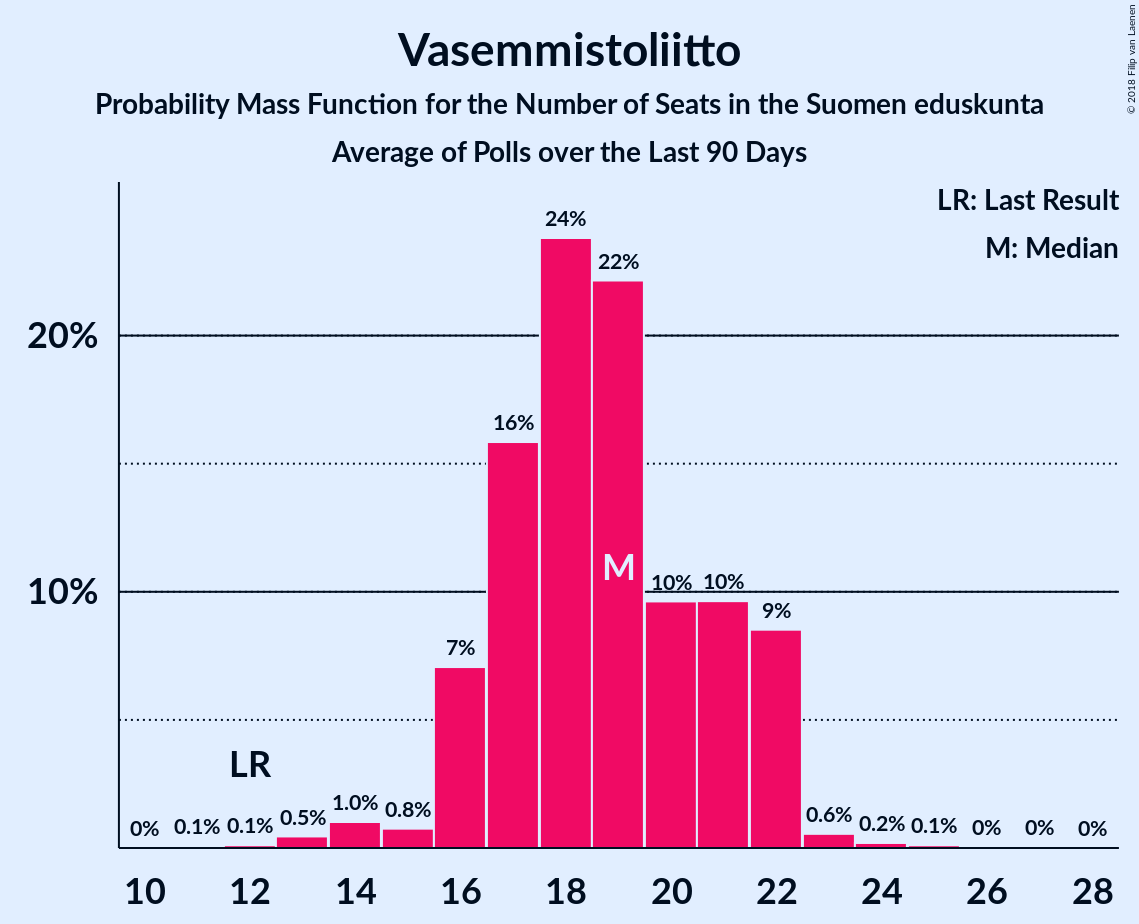 © 2018 Filip van Laenen
Vasemmistoliitto
Probability Mass Function for the Number of Seats in the Suomen eduskunta
Average of Polls over the Last 90 Days
LR: Last Result
M: Median
20%
10%
0%
0.1%
0.1%
0.5%
1.0%
0.8%
7%
16%
24%
22%
10%
10%
9%
0.6%
0.2%
0.1%
0%
0%
0%
LR
M
10 12 14 16 18 20 22 24 26 28